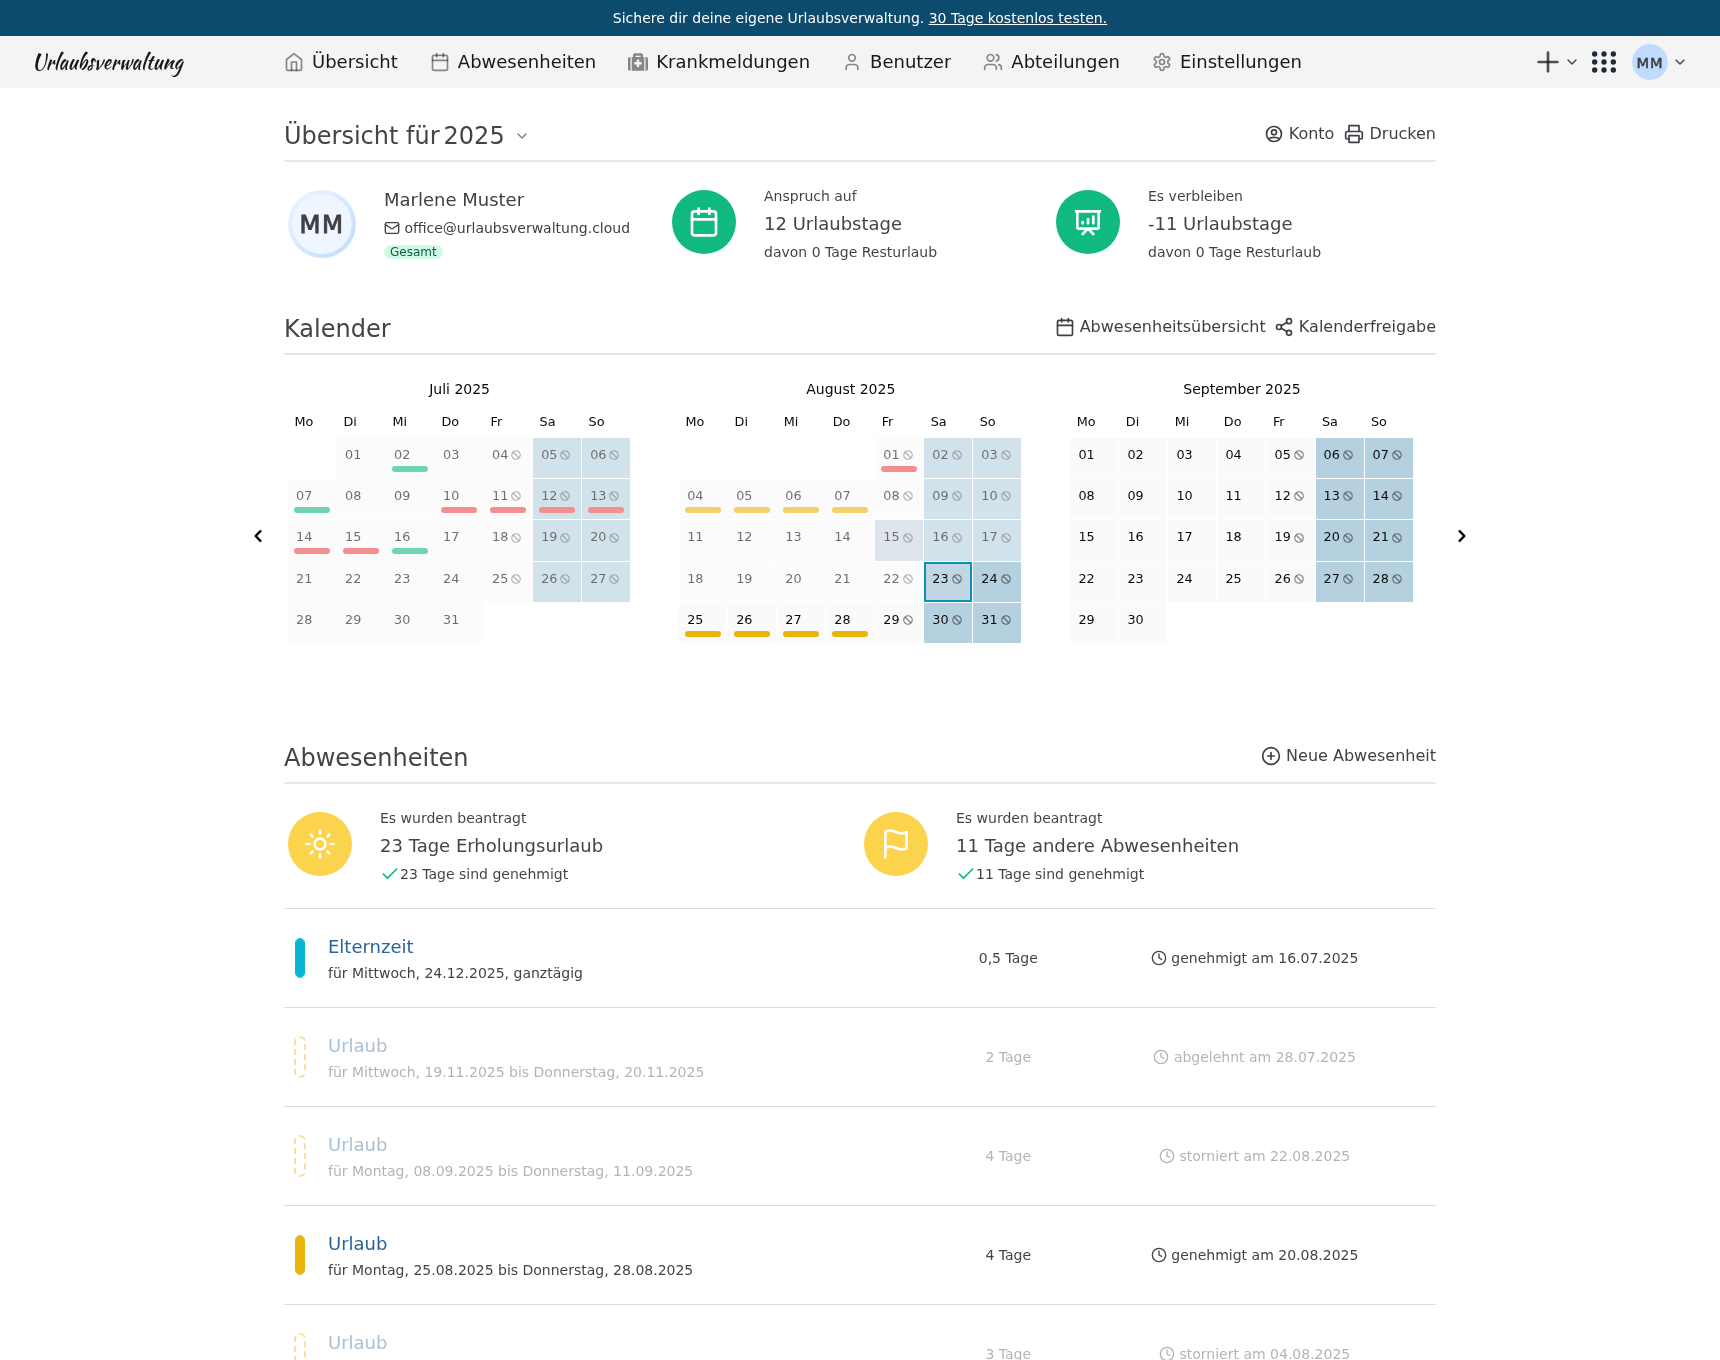 Sichere dir deine eigene Urlaubsverwaltung. 30 Tage kostenlos testen.
Urlaubsverwaltung Übersicht Abwesenheiten Krankmeldungen Benutzer Abteilungen Einstellungen MM
Übersicht für 2025 Konto Drucken
MM
Marlene Muster
office@urlaubsverwaltung.cloud
Gesamt
Anspruch auf
12 Urlaubstage
davon 0 Tage Resturlaub
Es verbleiben
-11 Urlaubstage
davon 0 Tage Resturlaub
Kalender Abwesenheitsübersicht Kalenderfreigabe
Juli 2025
Mo Di Mi Do Fr Sa So
01 02 03 04 05 06
07 08 09 10 11 12 13
14 15 16 17 18 19 20
21 22 23 24 25 26 27
28 29 30 31
August 2025
Mo Di Mi Do Fr Sa So
01 02 03
04 05 06 07 08 09 10
11 12 13 14 15 16 17
18 19 20 21 22 23 24
25 26 27 28 29 30 31
September 2025
Mo Di Mi Do Fr Sa So
01 02 03 04 05 06 07
08 09 10 11 12 13 14
15 16 17 18 19 20 21
22 23 24 25 26 27 28
29 30
Abwesenheiten Neue Abwesenheit
Es wurden beantragt
23 Tage Erholungsurlaub
23 Tage sind genehmigt
Es wurden beantragt
11 Tage andere Abwesenheiten
11 Tage sind genehmigt
Elternzeit
für Mittwoch, 24.12.2025, ganztägig
0,5 Tage
genehmigt am 16.07.2025
Urlaub
für Mittwoch, 19.11.2025 bis Donnerstag, 20.11.2025
2 Tage
abgelehnt am 28.07.2025
Urlaub
für Montag, 08.09.2025 bis Donnerstag, 11.09.2025
4 Tage
storniert am 22.08.2025
Urlaub
für Montag, 25.08.2025 bis Donnerstag, 28.08.2025
4 Tage
genehmigt am 20.08.2025
Urlaub
3 Tage
storniert am 04.08.2025